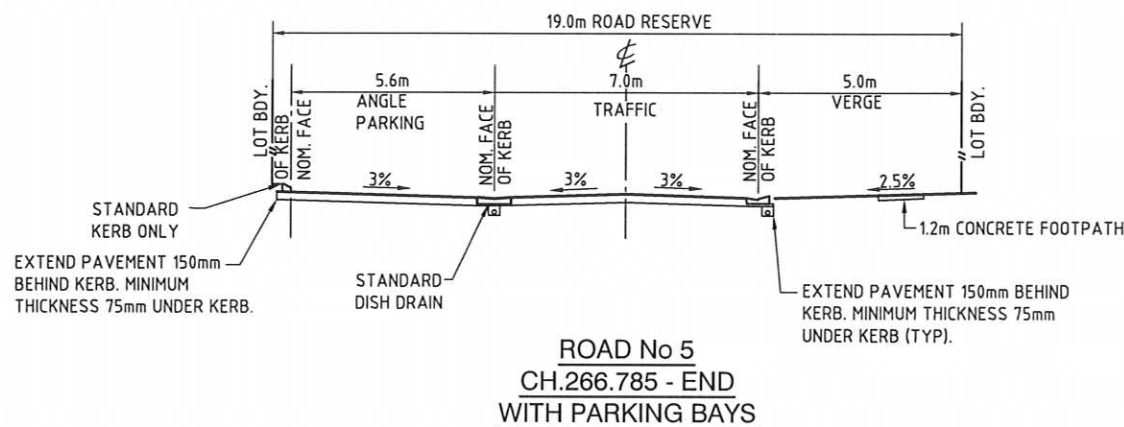 19.0m ROAD RESERVE
℄
5.6m
7.0m
5.0m
ANGLE
PARKING
TRAFFIC
VERGE
LOT BDY.
NOM. FACE
OF KERB
NOM. FACE
OF KERB
NOM. FACE
OF KERB
LOT BDY.
3%
3%
3%
2.5%
STANDARD
KERB ONLY
1.2m CONCRETE FOOTPATH
EXTEND PAVEMENT 150mm
BEHIND KERB. MINIMUM
THICKNESS 75mm UNDER KERB.
STANDARD
DISH DRAIN
EXTEND PAVEMENT 150mm BEHIND
KERB. MINIMUM THICKNESS 75mm
UNDER KERB (TYP).
ROAD No 5
CH.266.785 - END
WITH PARKING BAYS